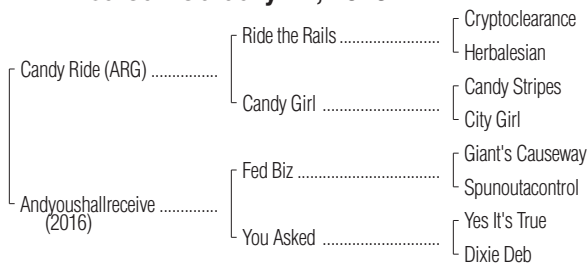 Ride the Rails
Cryptoclearance
Herbalesian
Candy Ride (ARG)
Candy Girl
Candy Stripes
City Girl
Fed Biz
Giant's Causeway
Spunoutacontrol
Andyoushallreceive
(2016)
You Asked
Yes It's True
Dixie Deb